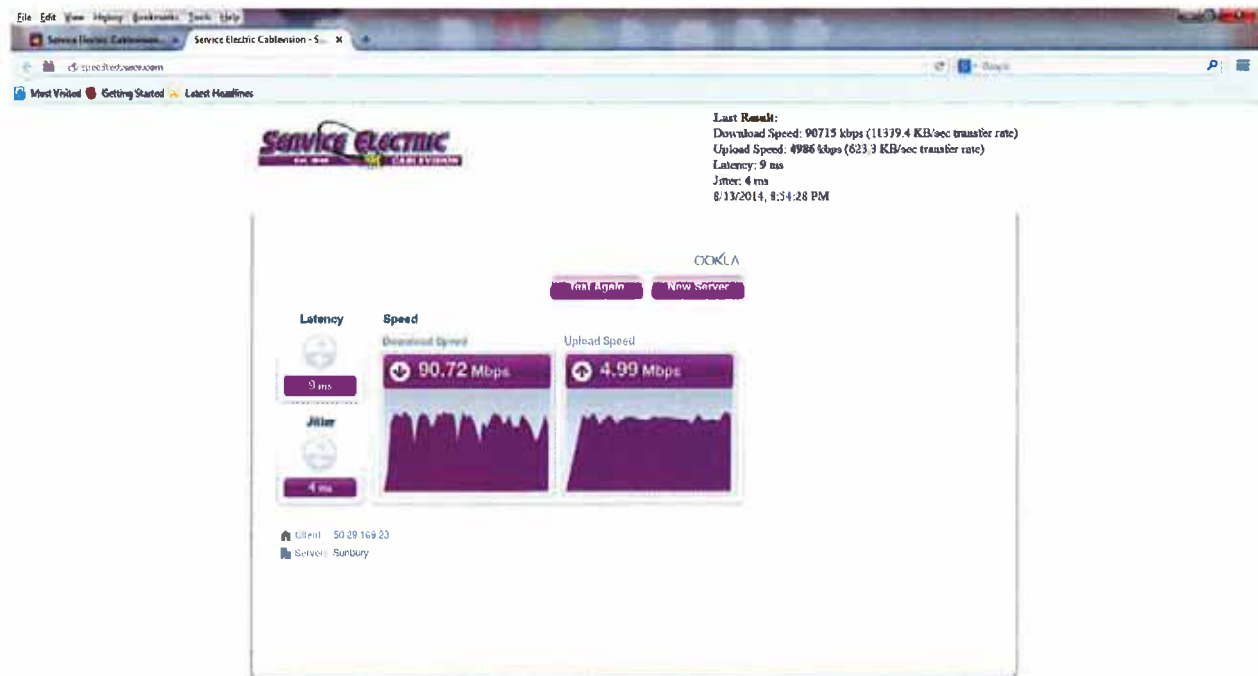 File Edit View History Bookmarks Tools Help
Service Electric Cablevision - S... x +
Google
Most Visited Getting Started Latest Headlines
Last Result:
Download Speed: 90715 kbps (11339.4 KB/sec transfer rate)
Upload Speed: 4986 kbps (623.3 KB/sec transfer rate)
Latency: 9 ms
Jitter: 4 ms
8/13/2014, 8:54:28 PM
SERVICE ELECTRIC
CABLEVISION
OOKLA
Test Again New Server
Latency Speed
Download Speed Upload Speed
90.72 Mbps 4.99 Mbps
9 ms
Jitter
4 ms
Client
Server: Sunbury